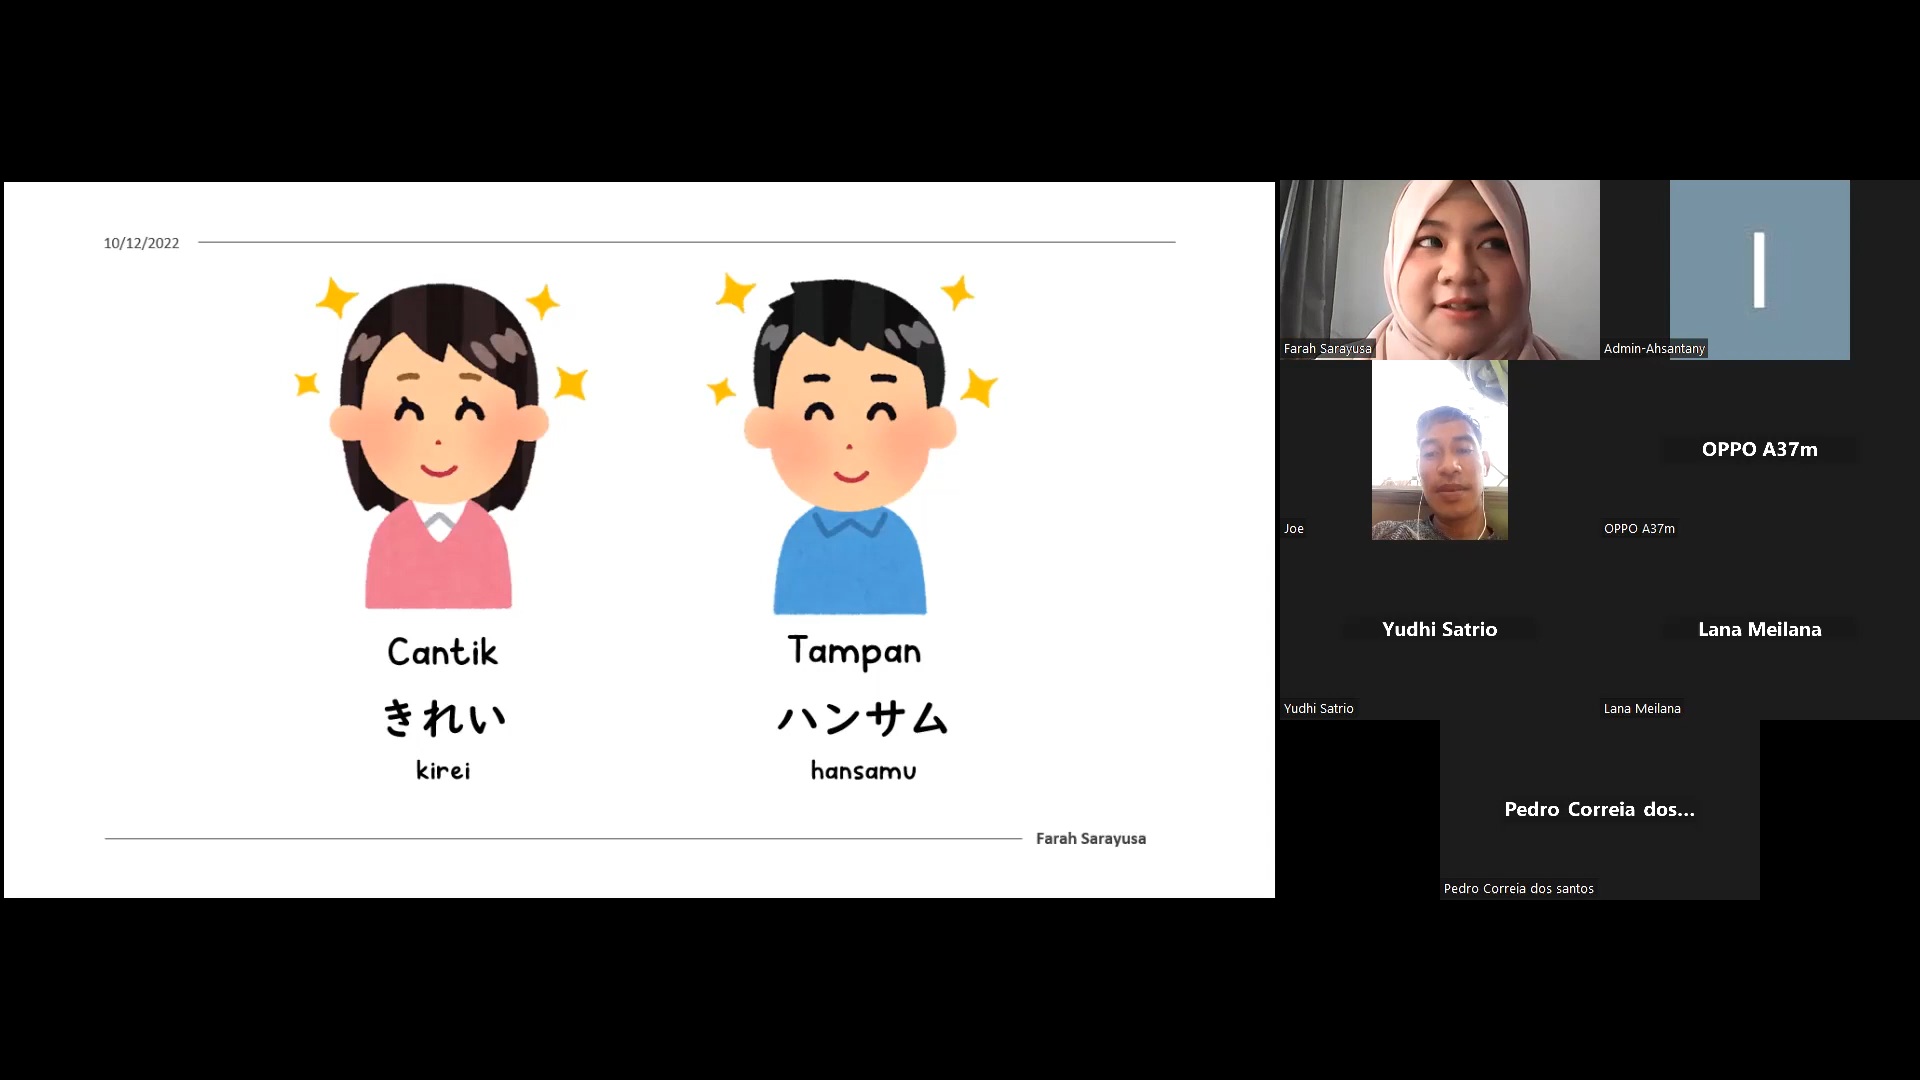 10/12/2022
Cantik
きれい
kirei
Tampan
ハンサム
hansamu
Farah Sarayusa
Farah Sarayusa
I
Admin-Ahsantany
Joe
OPPO A37m
OPPO A37m
Yudhi Satrio
Yudhi Satrio
Lana Meilana
Lana Meilana
Pedro Correia dos...
Pedro Correia dos santos